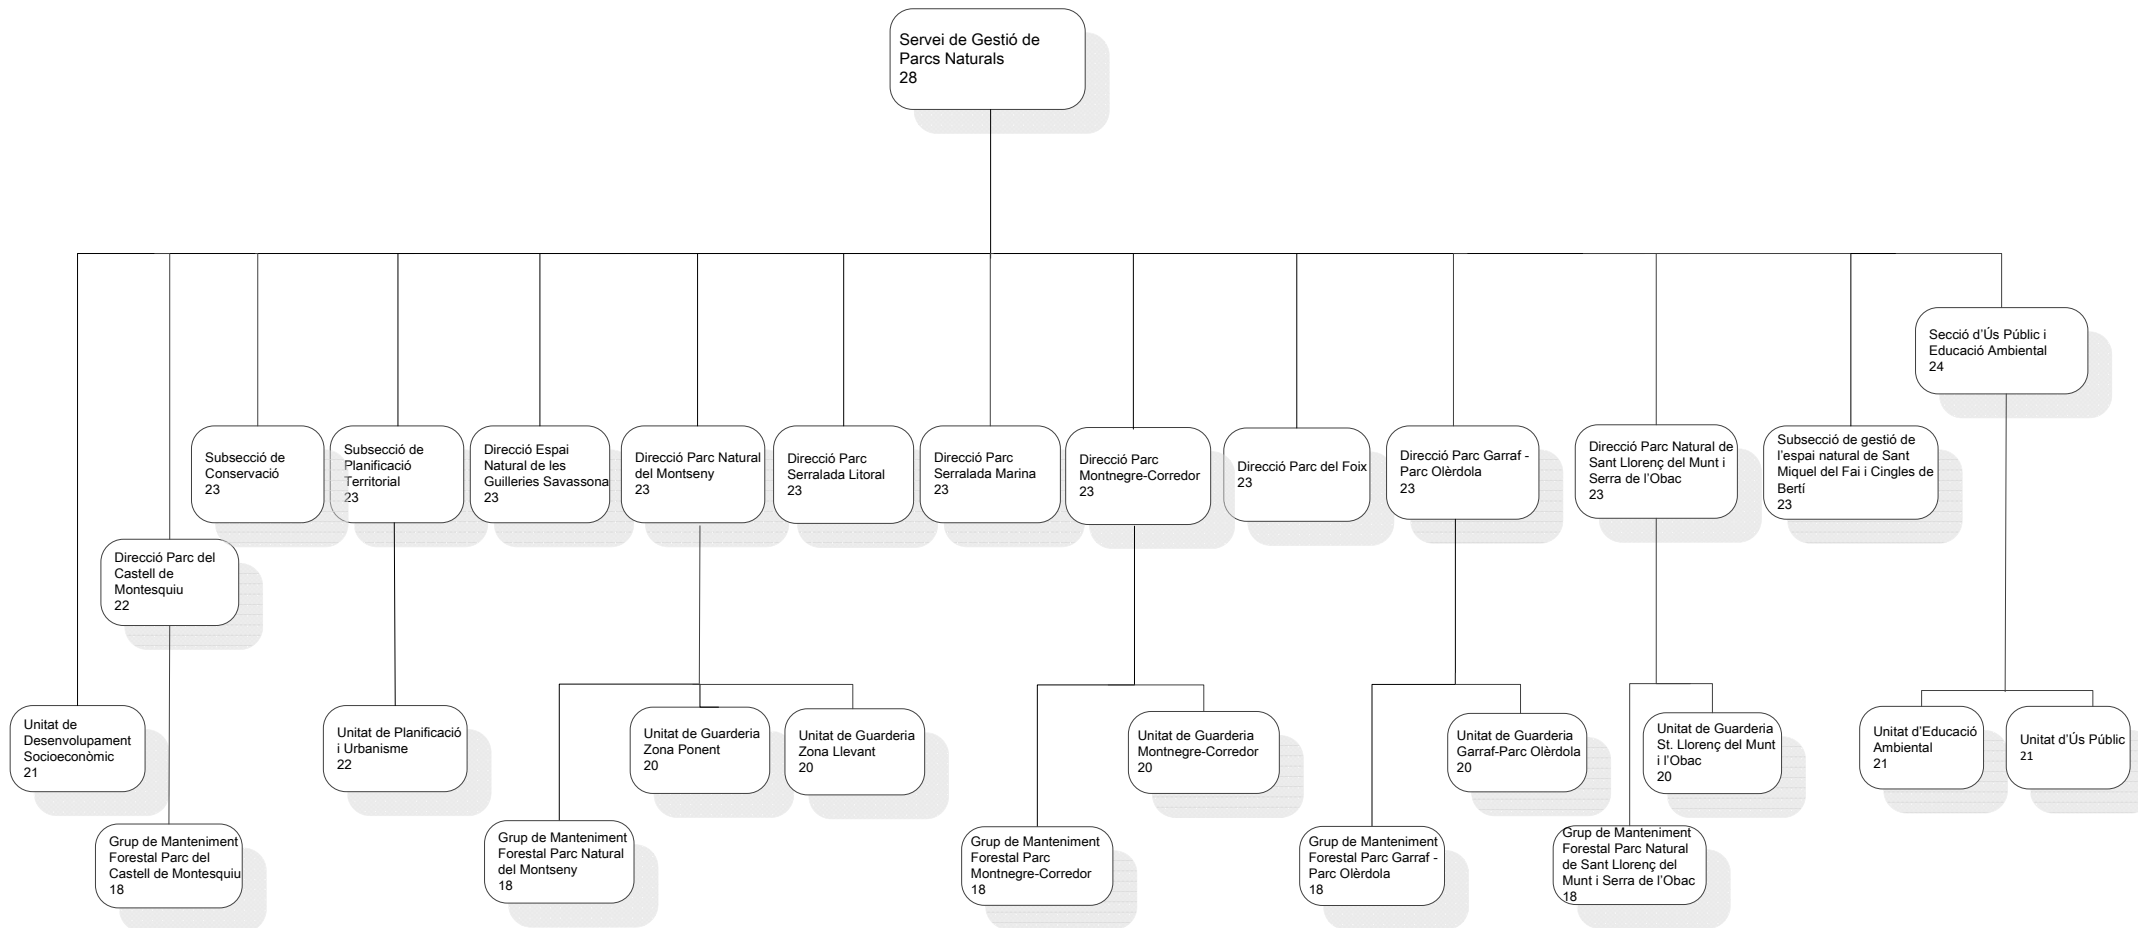 Servei de Gestió de
Parcs Naturals
28
Secció d’Ús Públic i
Educació Ambiental
24
Subsecció de
Conservació
23
Subsecció de
Planificació
Territorial
23
Direcció Espai
Natural de les
Guilleries Savassona
23
Direcció Parc Natural
del Montseny
23
Direcció Parc
Serralada Litoral
23
Direcció Parc
Serralada Marina
23
Direcció Parc
Montnegre-Corredor
23
Direcció Parc del Foix
23
Direcció Parc Garraf -
Parc Olèrdola
23
Direcció Parc Natural de
Sant Llorenç del Munt i
Serra de l’Obac
23
Subsecció de gestió de
l’espai natural de Sant
Miquel del Fai i Cingles de
Bertí
23
Direcció Parc del
Castell de
Montesquiu
22
Unitat de
Desenvolupament
Socioeconòmic
21
Unitat de Planificació
i Urbanisme
22
Unitat de Guarderia
Zona Ponent
20
Unitat de Guarderia
Zona Llevant
20
Unitat de Guarderia
Montnegre-Corredor
20
Unitat de Guarderia
Garraf-Parc Olèrdola
20
Unitat de Guarderia
St. Llorenç del Munt
i l’Obac
20
Unitat d’Educació
Ambiental
21
Unitat d’Ús Públic
21
Grup de Manteniment
Forestal Parc del
Castell de Montesquiu
18
Grup de Manteniment
Forestal Parc Natural
del Montseny
18
Grup de Manteniment
Forestal Parc
Montnegre-Corredor
18
Grup de Manteniment
Forestal Parc Garraf -
Parc Olèrdola
18
Grup de Manteniment
Forestal Parc Natural
de Sant Llorenç del
Munt i Serra de l’Obac
18